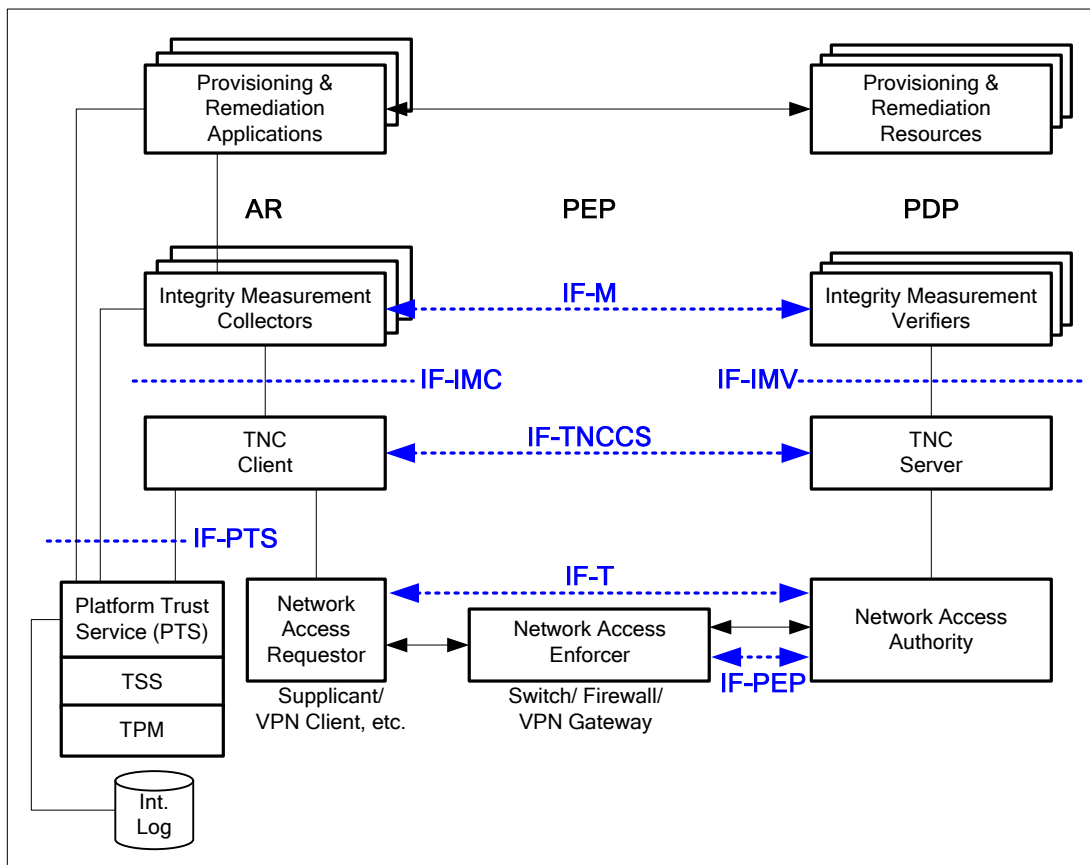 Provisioning &
Remediation
Applications
Provisioning &
Remediation
Resources
AR
PEP
PDP
Integrity Measurement
Collectors
IF-M
Integrity Measurement
Verifiers
IF-IMC
IF-IMV
TNC
Client
IF-TNCCS
TNC
Server
IF-PTS
IF-T
Platform Trust
Service (PTS)
TSS
TPM
Network
Access
Requestor
Supplicant/
VPN Client, etc.
Network Access
Enforcer
Switch/ Firewall/
VPN Gateway
IF-PEP
Network Access
Authority
Int.
Log